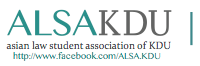 ALSAKDU
asian law student association of KDU
http://www.facebook.com/ALSA.KDU